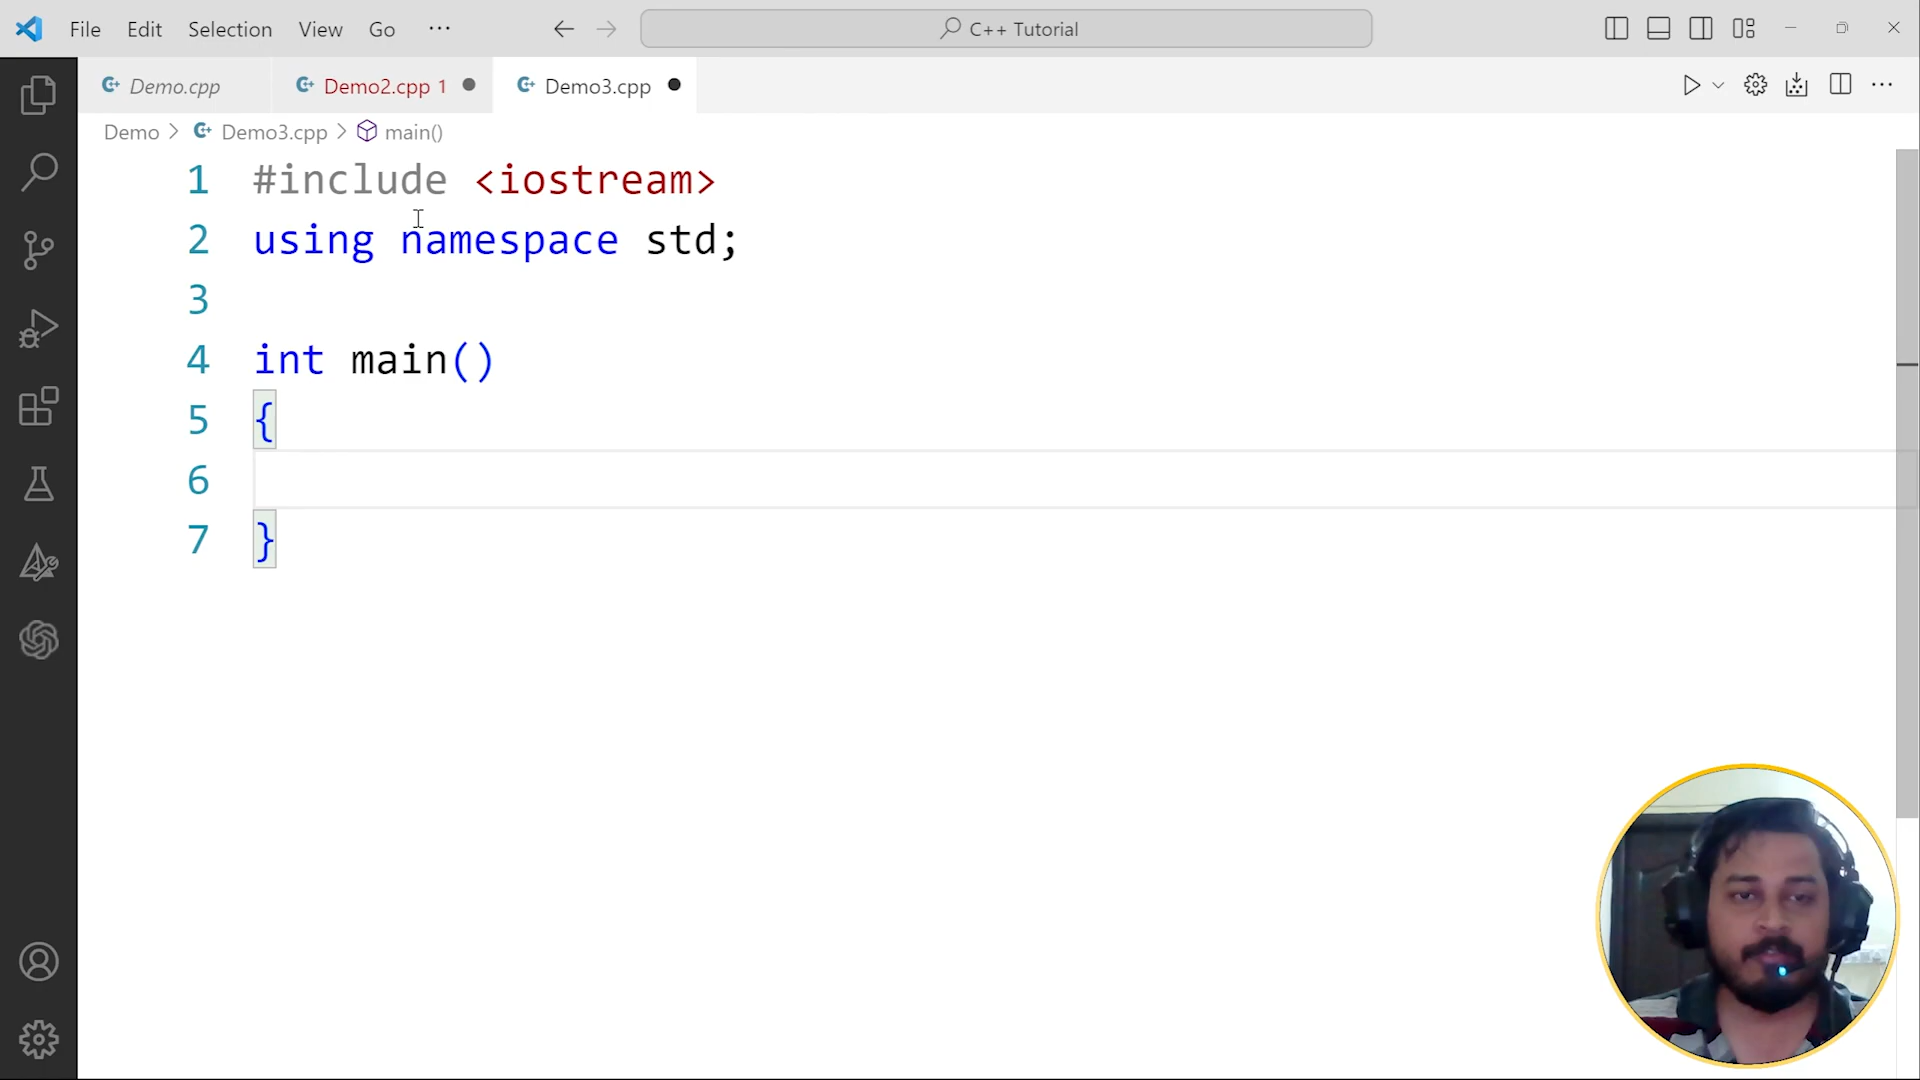 File Edit Selection View Go ··· C++ Tutorial
Demo.cpp Demo2.cpp 1 Demo3.cpp
Demo > Demo3.cpp > main()
1 #include <iostream>
2 using namespace std;
3
4 int main()
5 {
6
7 }